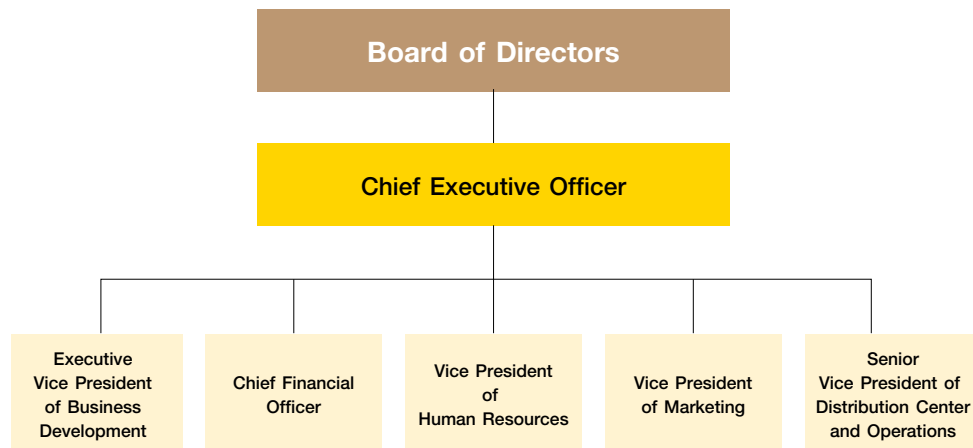 Board of Directors
Chief Executive Officer
Executive
Vice President
of Business
Development
Chief Financial
Officer
Vice President
of
Human Resources
Vice President
of Marketing
Senior
Vice President of
Distribution Center
and Operations